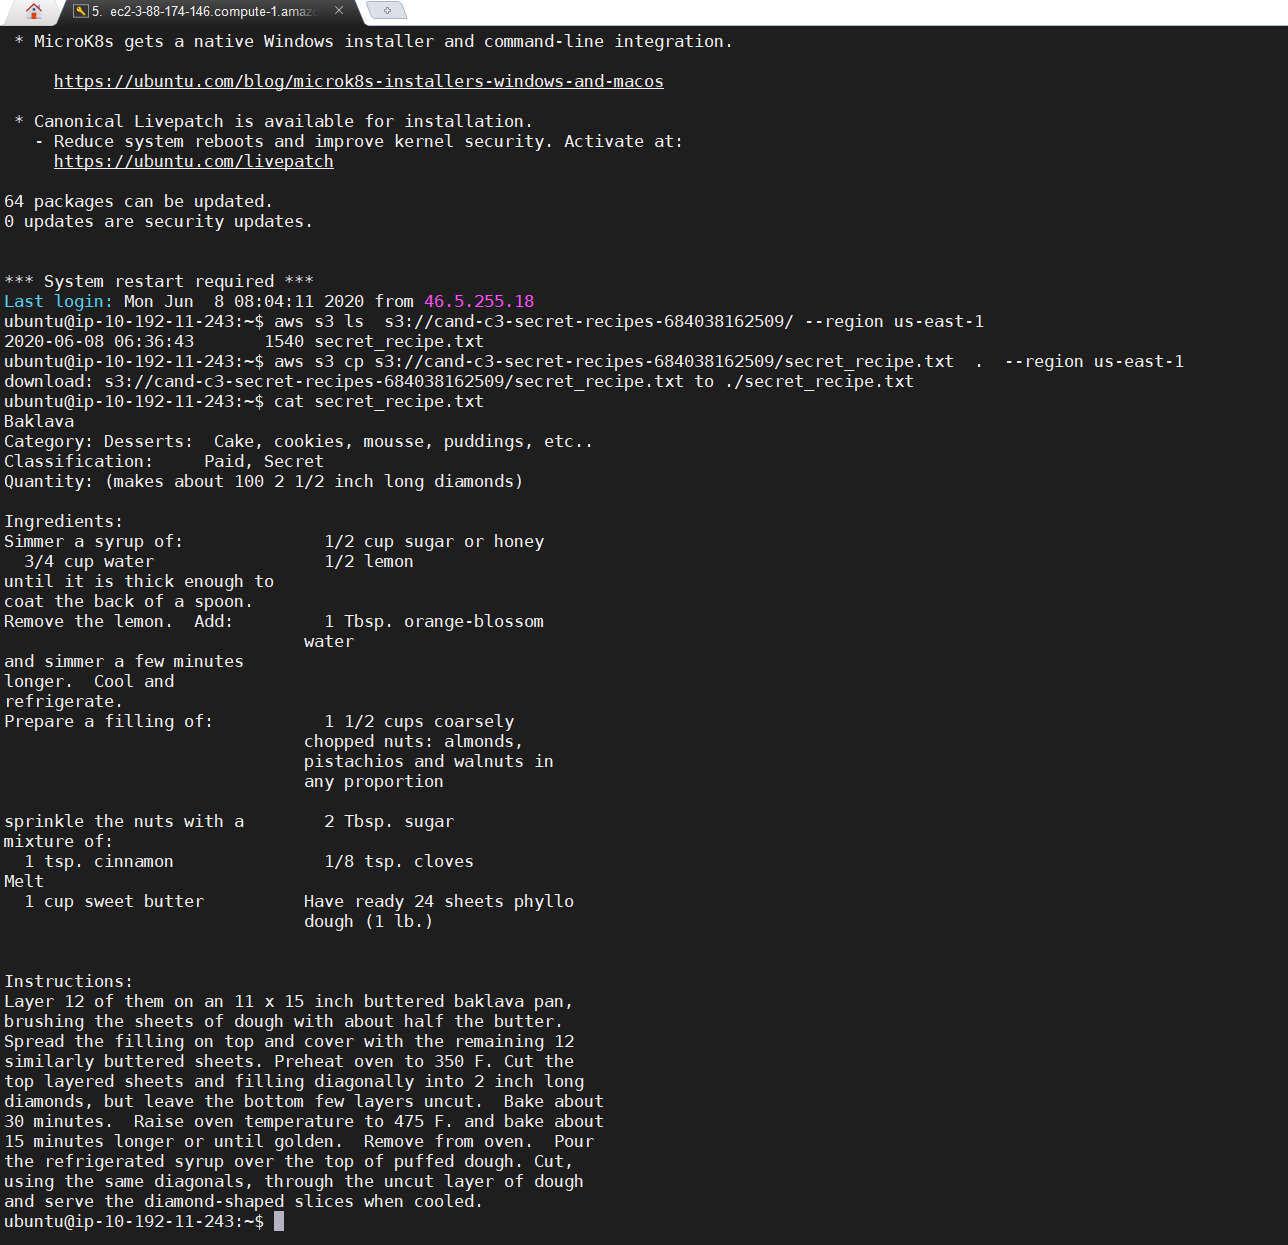 5. ec2-3-88-174-146.compute-1.amazo
* MicroK8s gets a native Windows installer and command-line integration.
https://ubuntu.com/blog/microk8s-installers-windows-and-macos
* Canonical Livepatch is available for installation.
- Reduce system reboots and improve kernel security. Activate at:
https://ubuntu.com/livepatch
64 packages can be updated.
0 updates are security updates.
*** System restart required ***
Last login: Mon Jun  8 08:04:11 2020 from 46.5.255.18
ubuntu@ip-10-192-11-243:~$ aws s3 ls  s3://cand-c3-secret-recipes-684038162509/ --region us-east-1
2020-06-08 06:36:43       1540 secret_recipe.txt
ubuntu@ip-10-192-11-243:~$ aws s3 cp s3://cand-c3-secret-recipes-684038162509/secret_recipe.txt  .  --region us-east-1
download: s3://cand-c3-secret-recipes-684038162509/secret_recipe.txt to ./secret_recipe.txt
ubuntu@ip-10-192-11-243:~$ cat secret_recipe.txt
Baklava
Category: Desserts:  Cake, cookies, mousse, puddings, etc..
Classification:     Paid, Secret
Quantity: (makes about 100 2 1/2 inch long diamonds)
Ingredients:
Simmer a syrup of:              1/2 cup sugar or honey
  3/4 cup water                 1/2 lemon
until it is thick enough to
coat the back of a spoon.
Remove the lemon.  Add:         1 Tbsp. orange-blossom
                              water
and simmer a few minutes
longer.  Cool and
refrigerate.
Prepare a filling of:           1 1/2 cups coarsely
                              chopped nuts: almonds,
                              pistachios and walnuts in
                              any proportion
sprinkle the nuts with a        2 Tbsp. sugar
mixture of:
  1 tsp. cinnamon               1/8 tsp. cloves
Melt
  1 cup sweet butter          Have ready 24 sheets phyllo
                              dough (1 lb.)
Instructions:
Layer 12 of them on an 11 x 15 inch buttered baklava pan,
brushing the sheets of dough with about half the butter.
Spread the filling on top and cover with the remaining 12
similarly buttered sheets. Preheat oven to 350 F. Cut the
top layered sheets and filling diagonally into 2 inch long
diamonds, but leave the bottom few layers uncut.  Bake about
30 minutes.  Raise oven temperature to 475 F. and bake about
15 minutes longer or until golden.  Remove from oven.  Pour
the refrigerated syrup over the top of puffed dough. Cut,
using the same diagonals, through the uncut layer of dough
and serve the diamond-shaped slices when cooled.
ubuntu@ip-10-192-11-243:~$